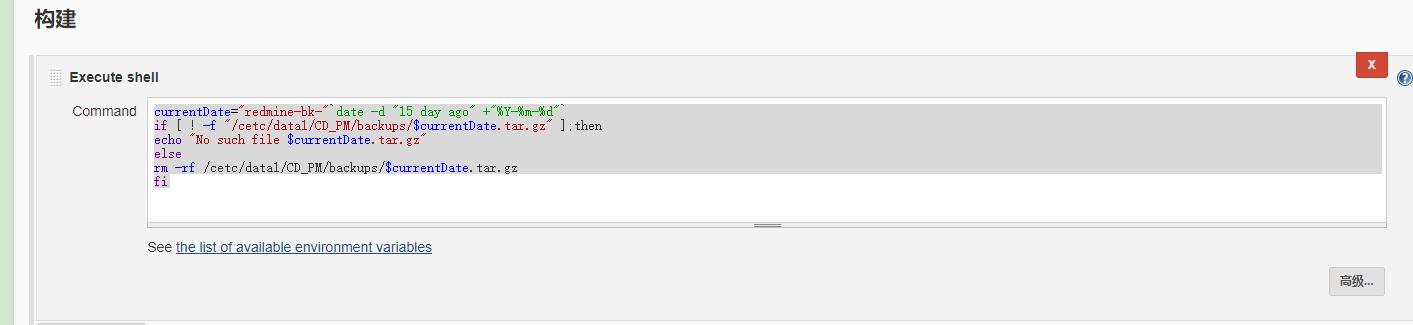 构建
X
Execute shell
?
Command
currentDate="redmine-bk-"`date -d "15 day ago" +"%Y-%m-%d"`
if [ ! -f "/cetc/data1/CD_PM/backups/$currentDate.tar.gz" ];then
echo "No such file $currentDate.tar.gz"
else
rm -rf /cetc/data1/CD_PM/backups/$currentDate.tar.gz
fi
See the list of available environment variables
高级...